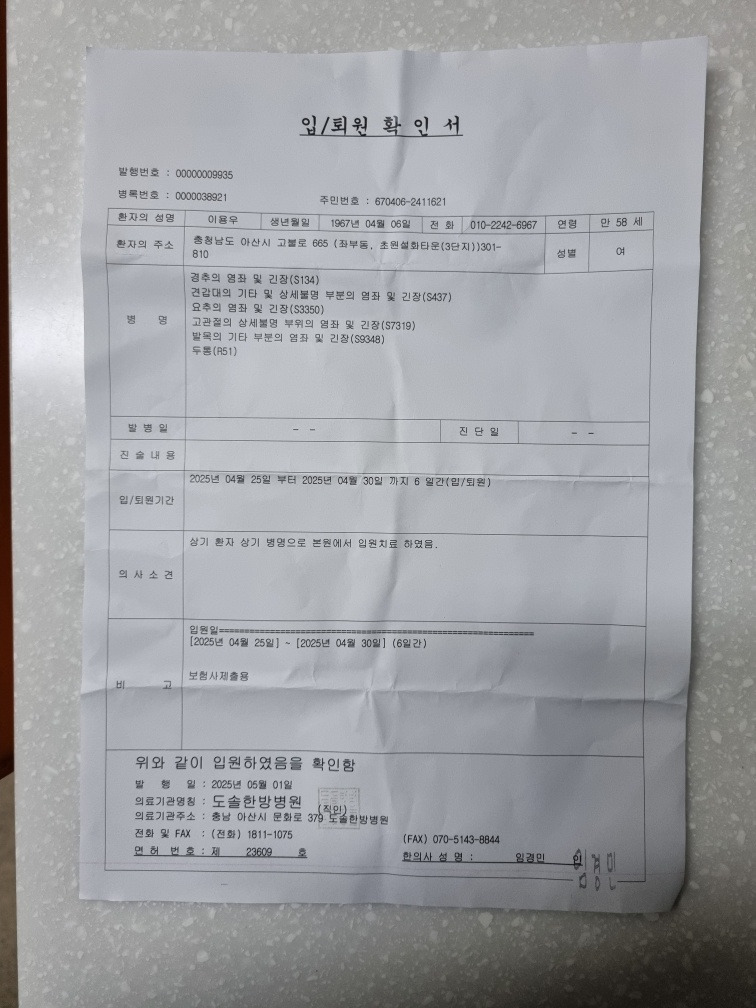 입/퇴원 확 인 서
발행번호 : 00000009935
병록번호 : 0000038921
주민번호 : 670406-2411621
환자의 성명 이용우 생년월일 1967년 04월 06일 전 화 010-2242-6967 연령 만 58 세
환자의 주소 충청남도 아산시 고불로 665 (좌부동, 초원설화타운(3단지))301-
810
성별 여
병 명
경추의 염좌 및 긴장(S134)
견갑대의 기타 및 상세불명 부분의 염좌 및 긴장(S437)
요추의 염좌 및 긴장(S3350)
고관절의 상세불명 부위의 염좌 및 긴장(S7319)
발목의 기타 부분의 염좌 및 긴장(S9348)
두통(R51)
발 병 일 - - 진 단 일 - -
진 술 내 용
입/퇴원기간 2025년 04월 25일 부터 2025년 04월 30일 까지 6 일간(입/퇴원)
의 사 소 견 상기 환자 상기 병명으로 본원에서 입원치료 하였음.
비 고
입원일==============================================================
[2025년 04월 25일] ~ [2025년 04월 30일] (6일간)
보험사제출용
위와 같이 입원하였음을 확인함
발 행 일 : 2025년 05월 01일
의료기관명칭 : 도솔한방병원 (직인)
의료기관주소 : 충남 아산시 문화로 379 도솔한방병원
전화 및 FAX : (전화) 1811-1075 (FAX) 070-5143-8844
면 허 번 호 : 제 23609 호 한의사 성 명 : 임경민 인